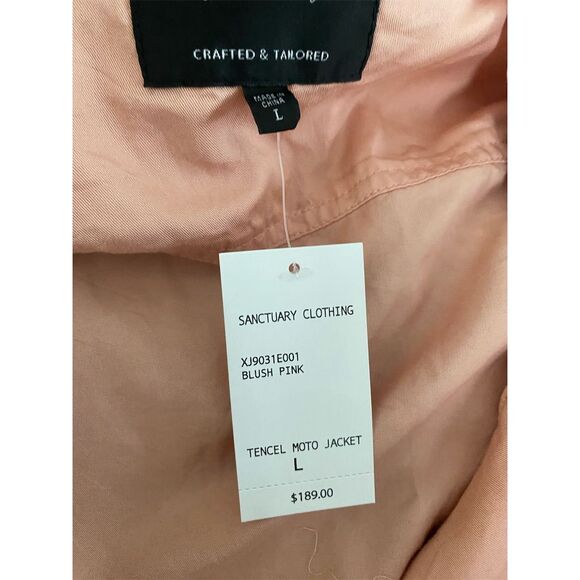 CRAFTED & TAILORED
MADE IN
CHINA
L
SANCTUARY CLOTHING
XJ9031E001
BLUSH PINK
TENCEL MOTO JACKET
L
$189.00